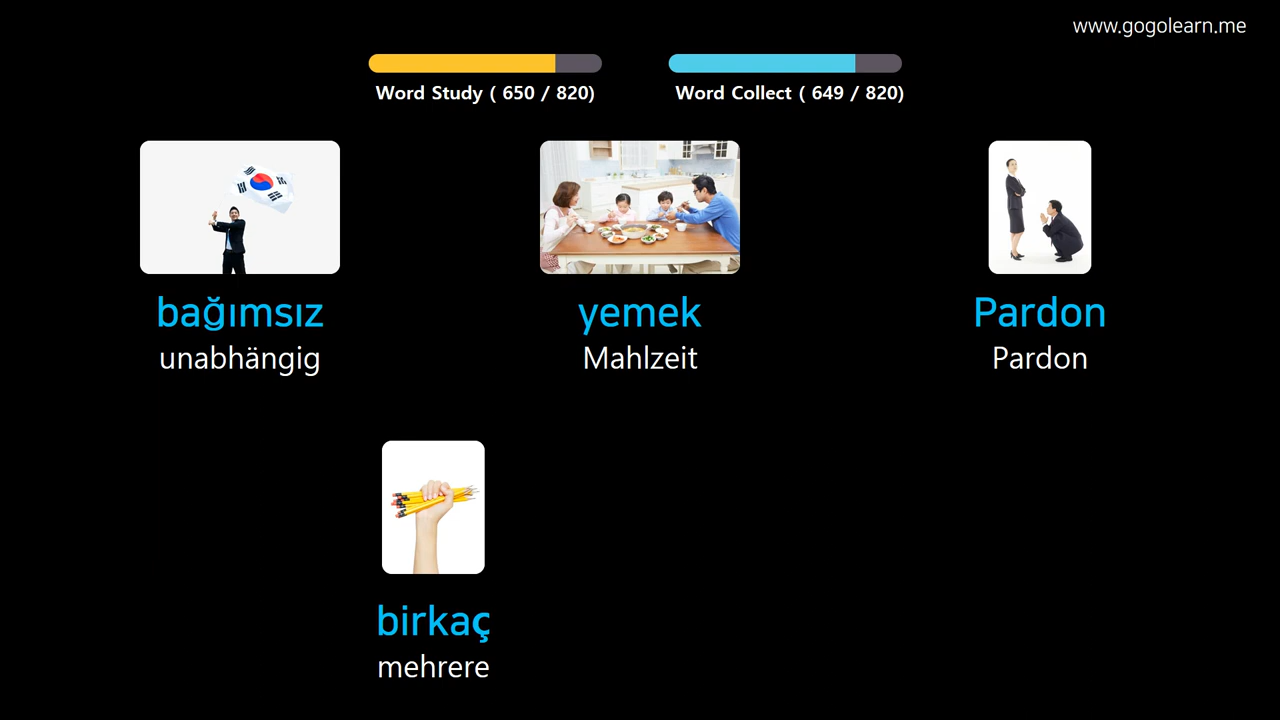 www.gogolearn.me
Word Study ( 650 / 820)
Word Collect ( 649 / 820)
bağımsız
unabhängig
yemek
Mahlzeit
Pardon
Pardon
birkaç
mehrere